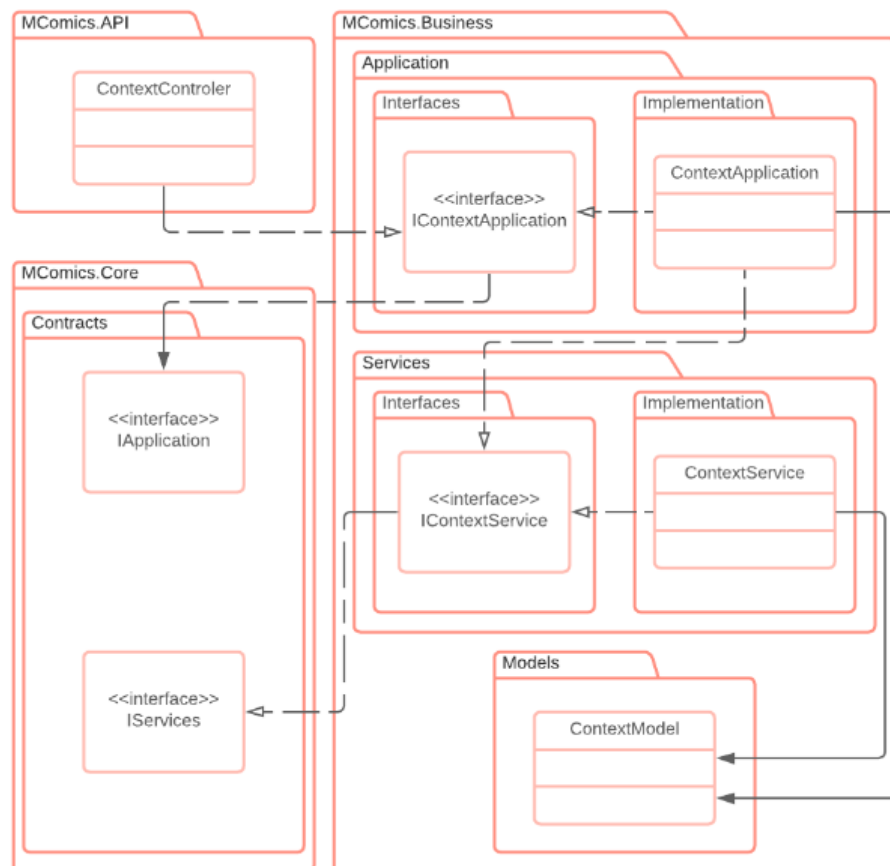 MComics.API
ContextControler
MComics.Business
Application
Interfaces
<<interface>>
IContextApplication
Implementation
ContextApplication
MComics.Core
Contracts
<<interface>>
IApplication
<<interface>>
IServices
Services
Interfaces
<<interface>>
IContextService
Implementation
ContextService
Models
ContextModel